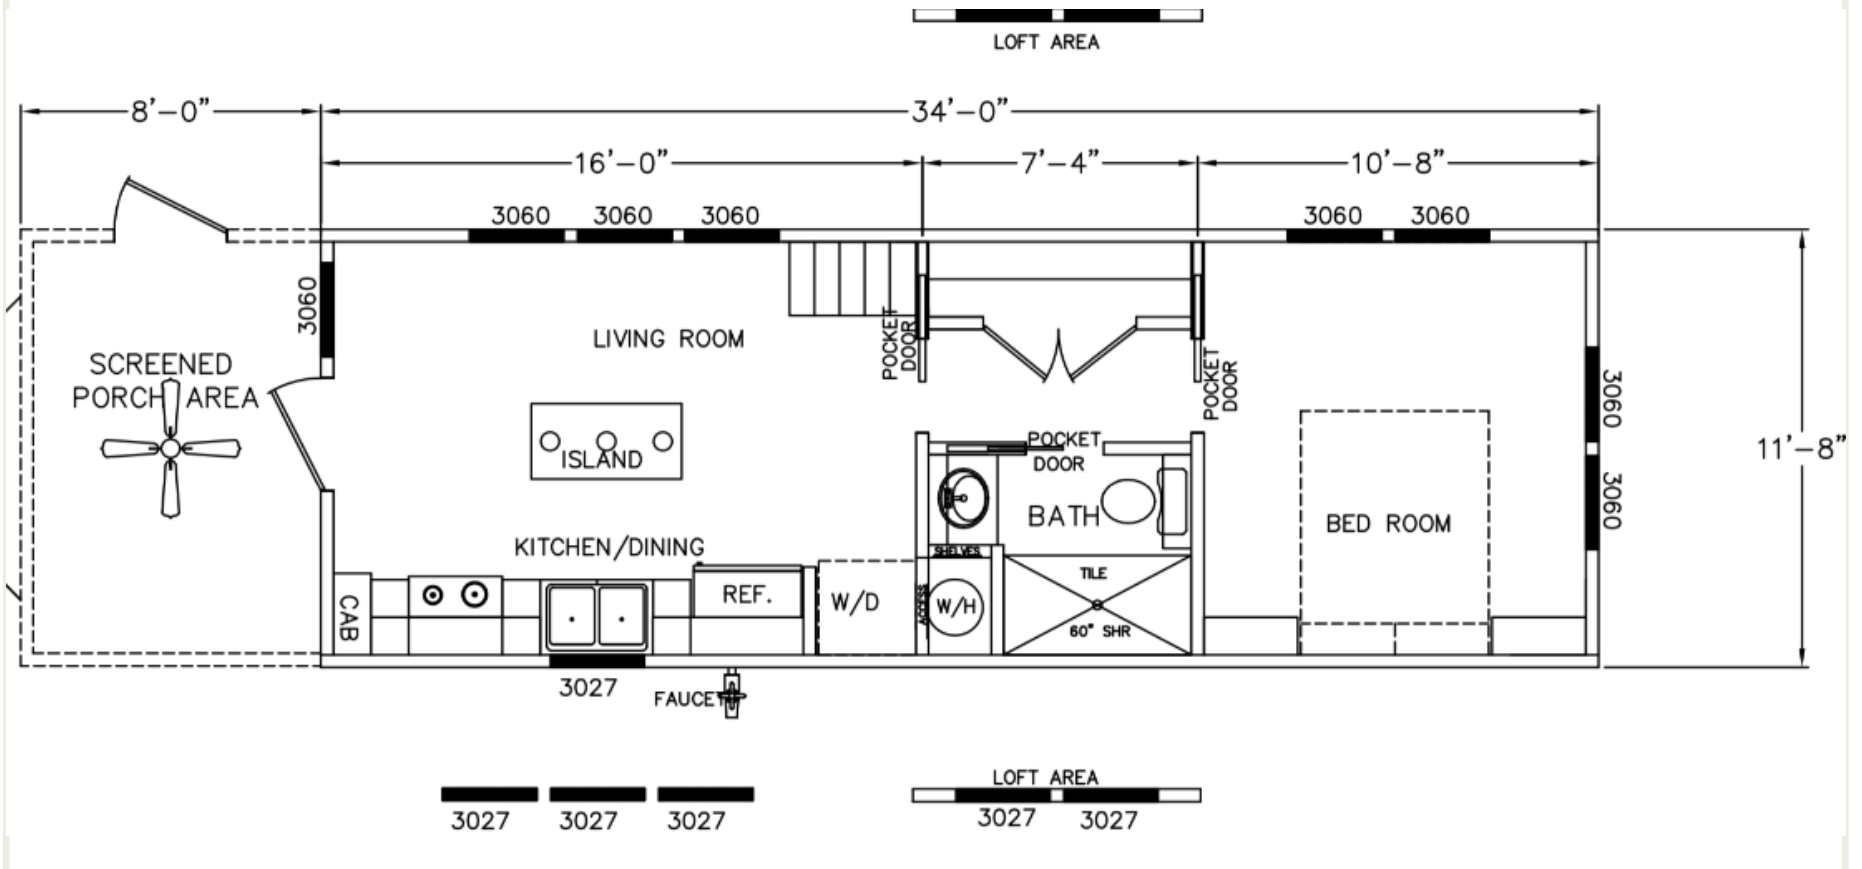 LOFT AREA
8'-0"
34'-0"
16'-0"
7'-4"
10'-8"
3060
3060
3060
3060
3060
3060
LIVING ROOM
POCKET
DOOR
POCKET
DOOR
SCREENED
PORCH AREA
3060
3060
11'-8"
ISLAND
POCKET
DOOR
BATH
BED ROOM
KITCHEN/DINING
SHELVES
CAB
REF.
W/D
ACCESS
W/H
TILE
60" SHR
3027
FAUCET
LOFT AREA
3027
3027
3027
3027
3027